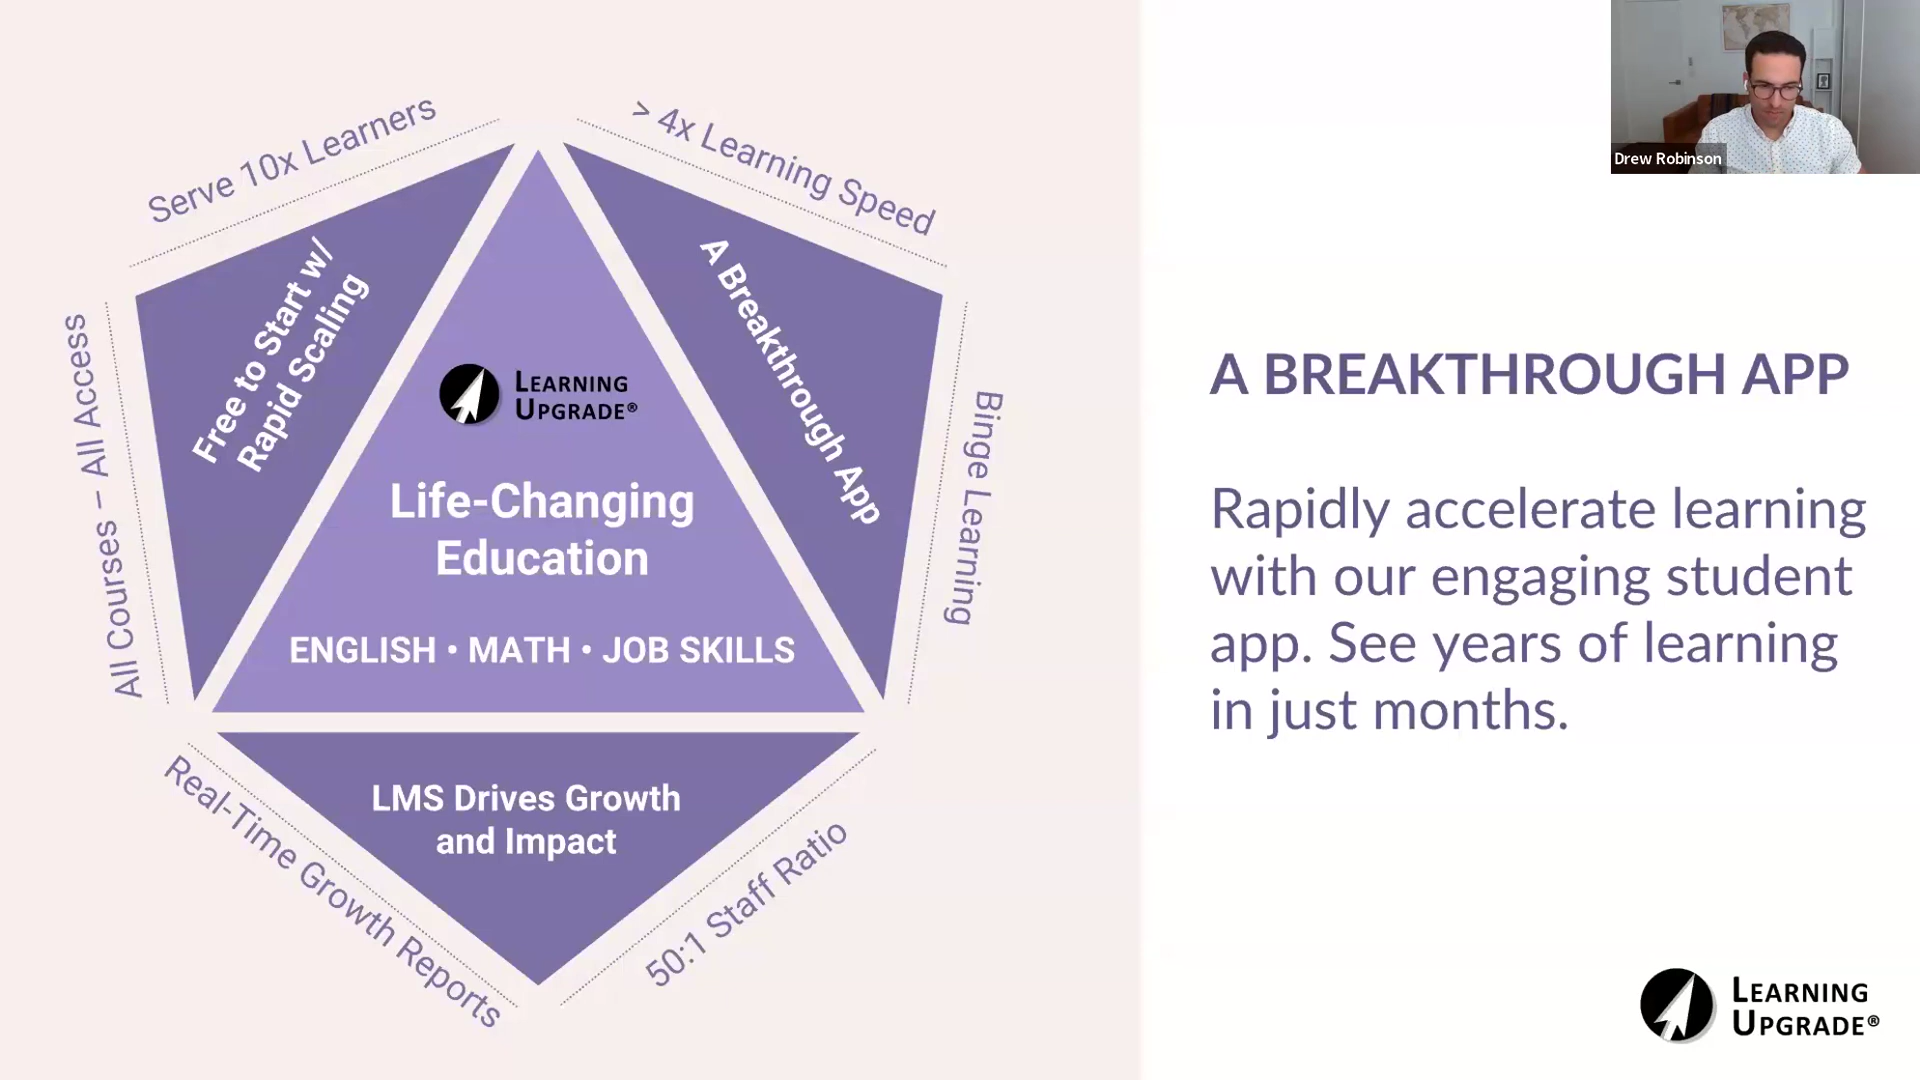 Serve 10x Learners
> 4x Learning Speed
Free to Start w/
Rapid Scaling
A Breakthrough App
All Courses – All Access
Binge Learning
LEARNING
UPGRADE®
Life-Changing
Education
ENGLISH • MATH • JOB SKILLS
LMS Drives Growth
and Impact
Real-Time Growth Reports
50:1 Staff Ratio
Drew Robinson
A BREAKTHROUGH APP
Rapidly accelerate learning
with our engaging student
app. See years of learning
in just months.
LEARNING
UPGRADE®